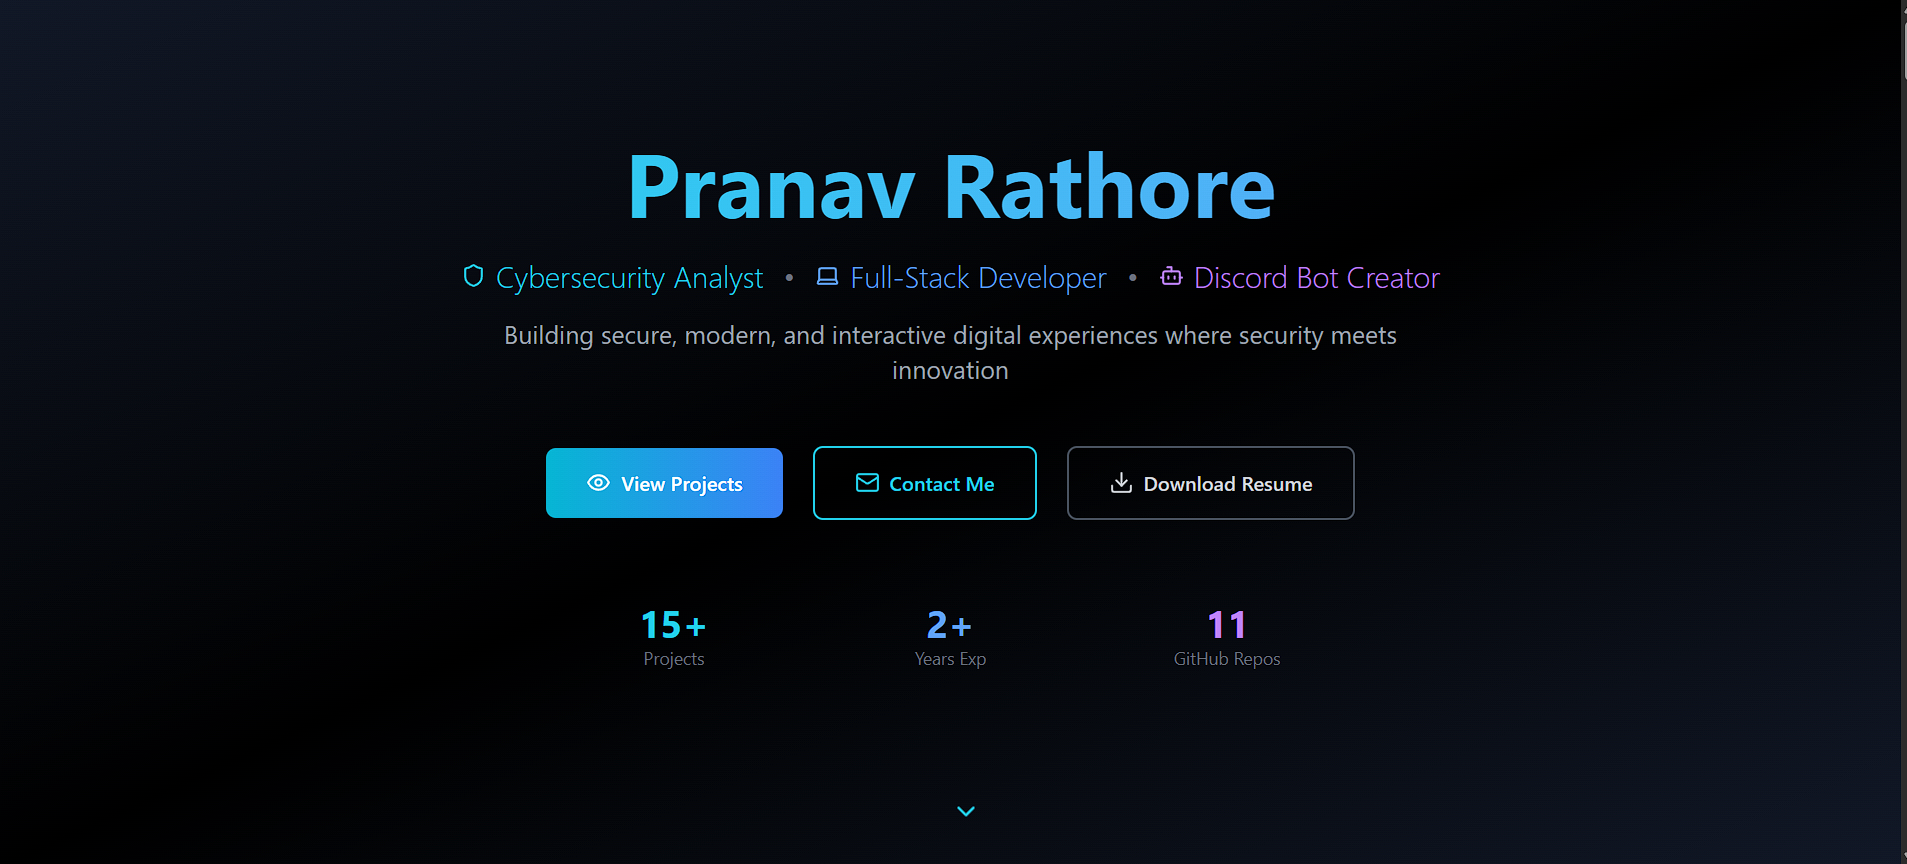 Pranav Rathore
Cybersecurity Analyst • Full-Stack Developer • Discord Bot Creator
Building secure, modern, and interactive digital experiences where security meets
innovation
View Projects Contact Me Download Resume
15+ 2+ 11
Projects Years Exp GitHub Repos